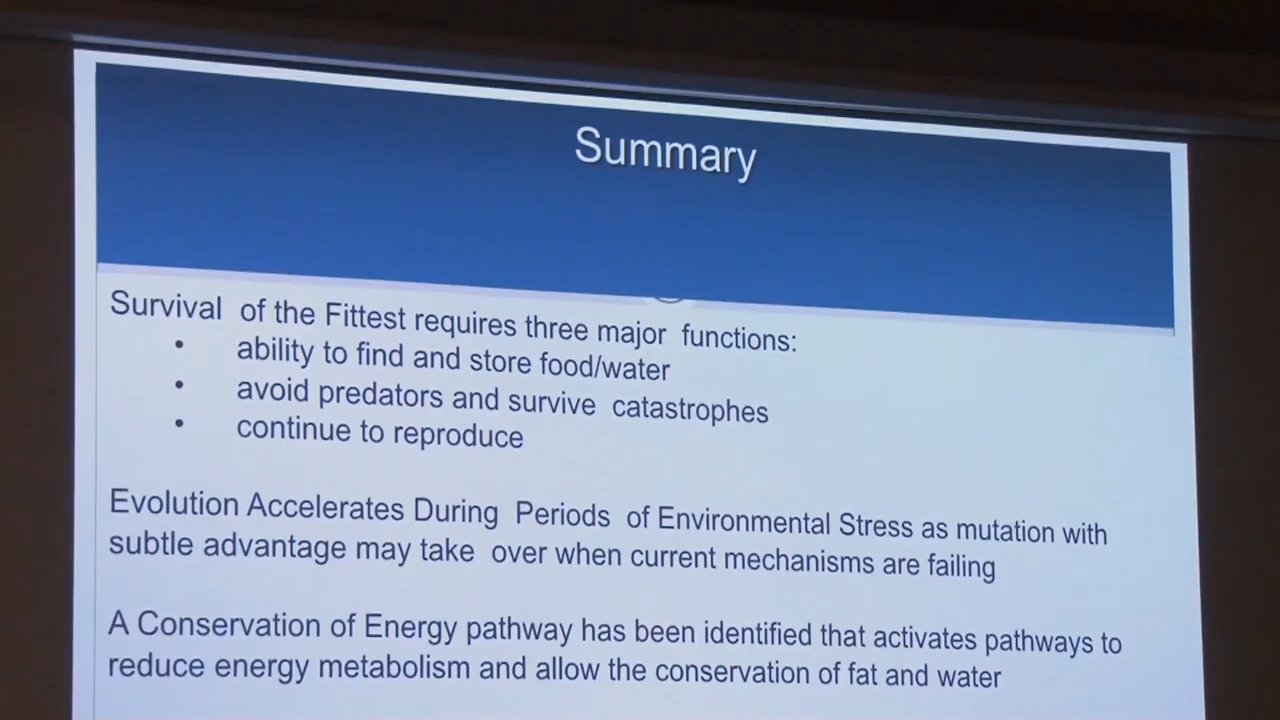 Summary
Survival of the Fittest requires three major functions:
• ability to find and store food/water
• avoid predators and survive catastrophes
• continue to reproduce
Evolution Accelerates During Periods of Environmental Stress as mutation with
subtle advantage may take over when current mechanisms are failing
A Conservation of Energy pathway has been identified that activates pathways to
reduce energy metabolism and allow the conservation of fat and water